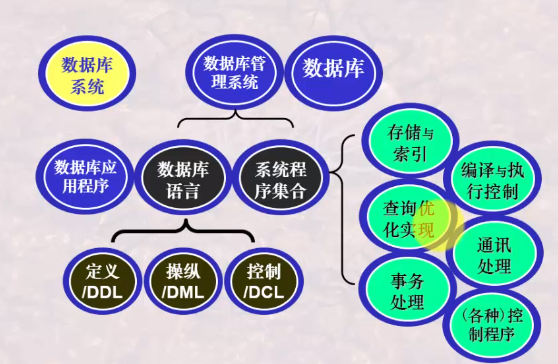 数据库
系统
数据库管
理系统
数据库
数据库应
用程序
数据库
语言
系统程
序集合
定义
/DDL
操纵
/DML
控制
/DCL
存储与
索引
编译与执
行控制
查询优
化实现
通讯
处理
事务
处理
(各种)控
制程序